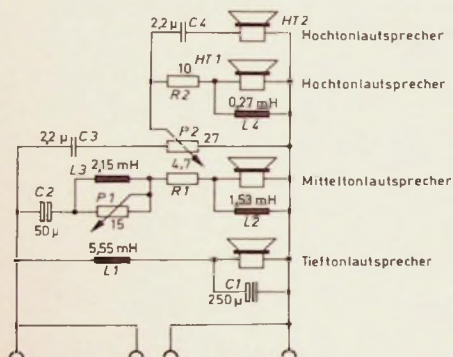 2,2 µ C4
HT2
Hochtonlautsprecher
HT1
10
R2
Hochtonlautsprecher
0,27 mH
L4
2,2 µ C3
P2
27
4,7
L3
2,15 mH
R1
Mitteltonlautsprecher
C2
50 µ
P1
15
1,53 mH
L2
5,55 mH
L1
Tieftonlautsprecher
C1
250 µ